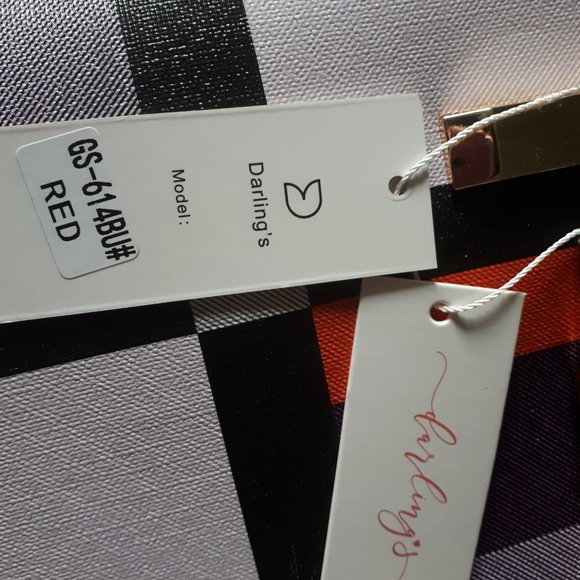 Darling's
Model:
GS-614BU#
RED
darling's